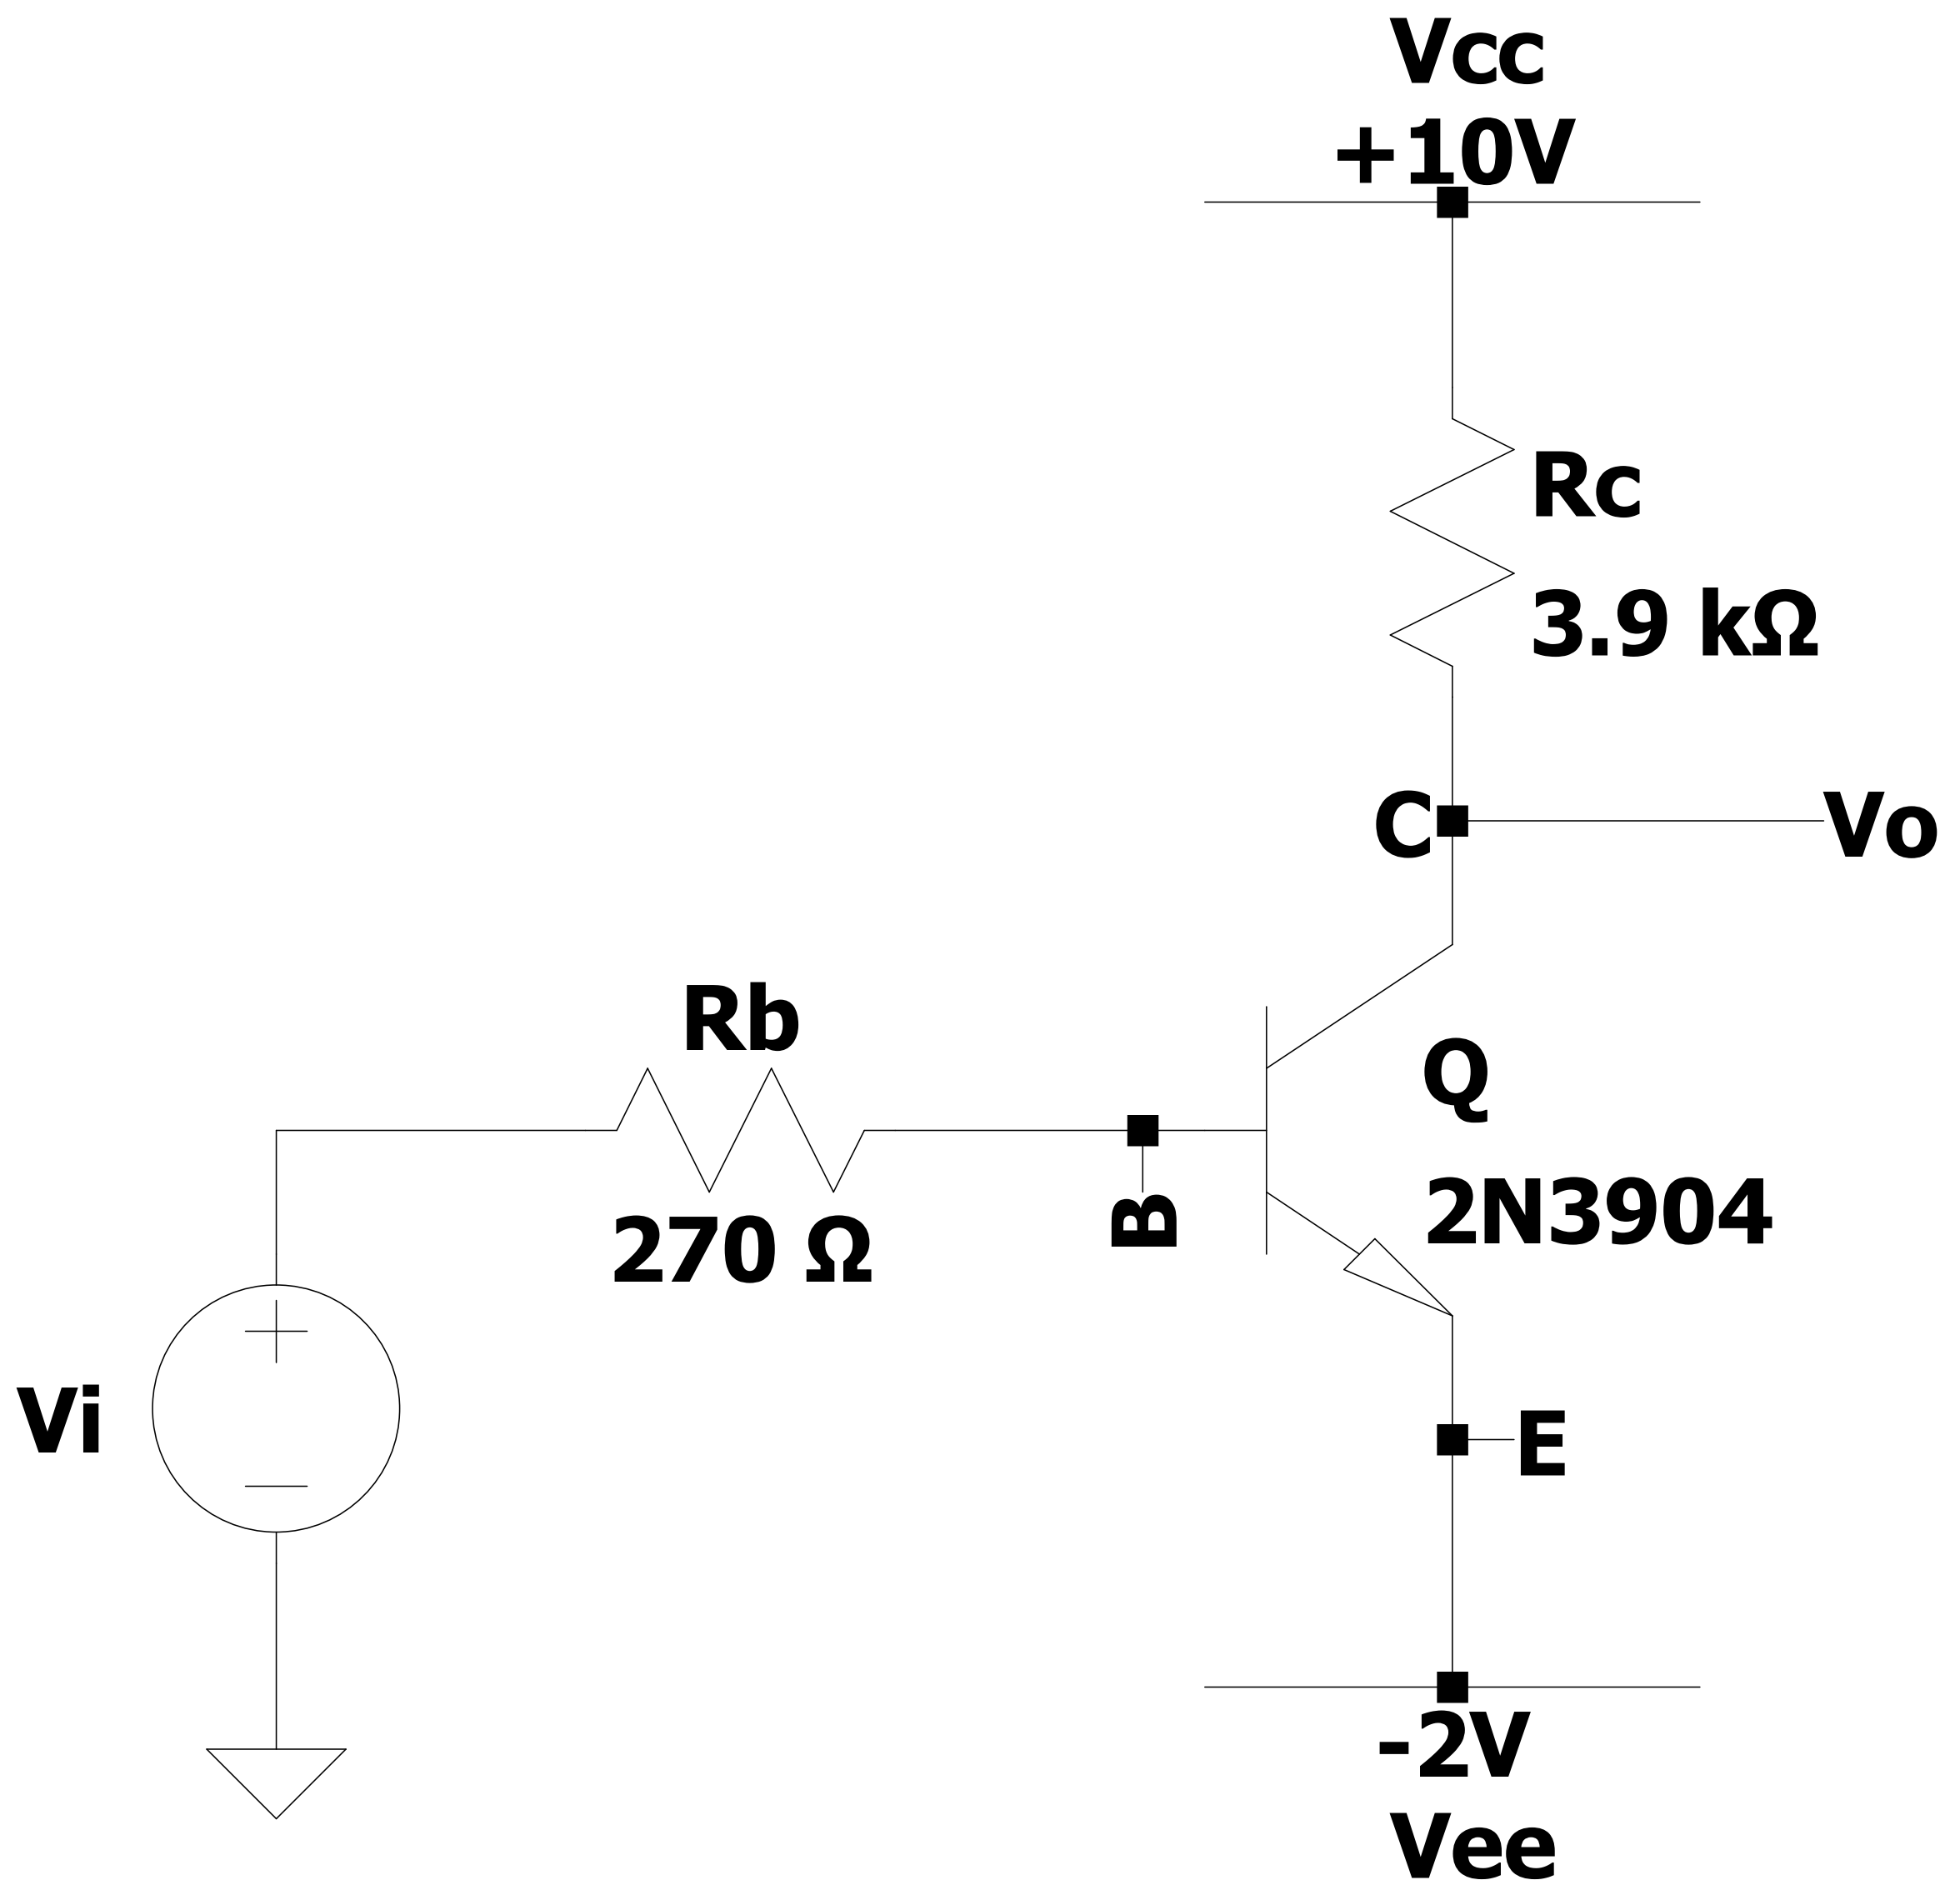 Vcc
+10V
Rc
3.9 kΩ
C
Vo
Rb
270 Ω
B
Q
2N3904
Vi
+
−
E
-2V
Vee